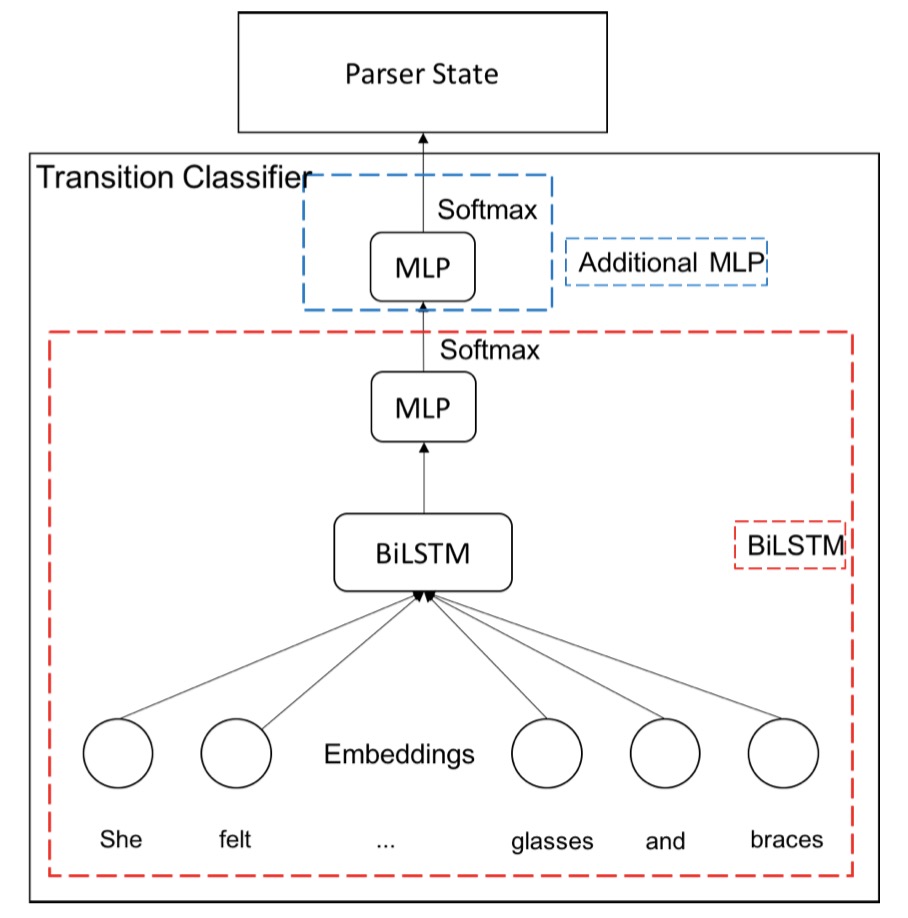 Parser State
Transition Classifier
Softmax
MLP
Additional MLP
Softmax
MLP
BiLSTM
BiLSTM
Embeddings
She felt ... glasses and braces